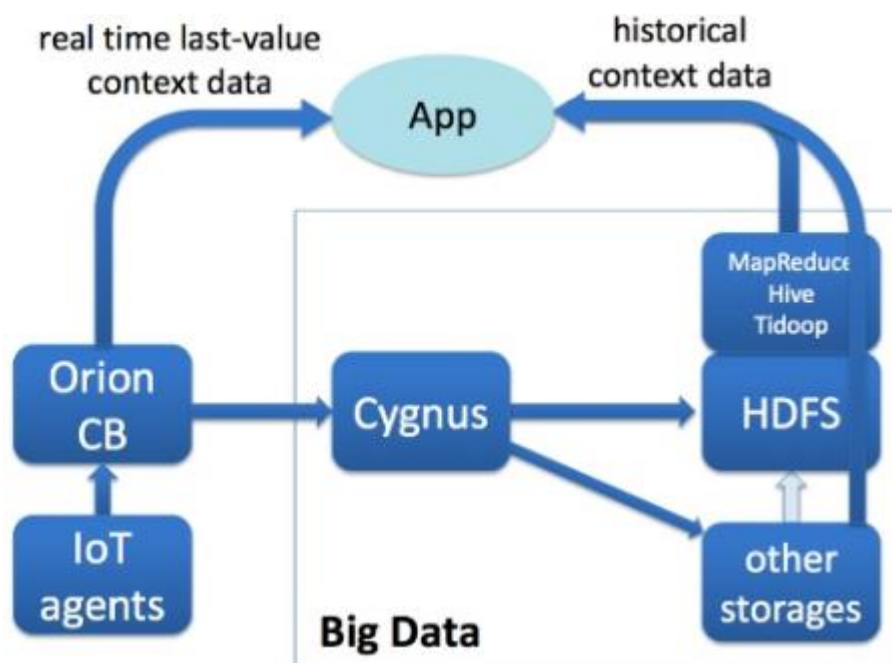 real time last-value
context data
historical
context data
App
MapReduce
Hive
Tidoop
Orion
CB
Cygnus
HDFS
IoT
agents
other
storages
Big Data